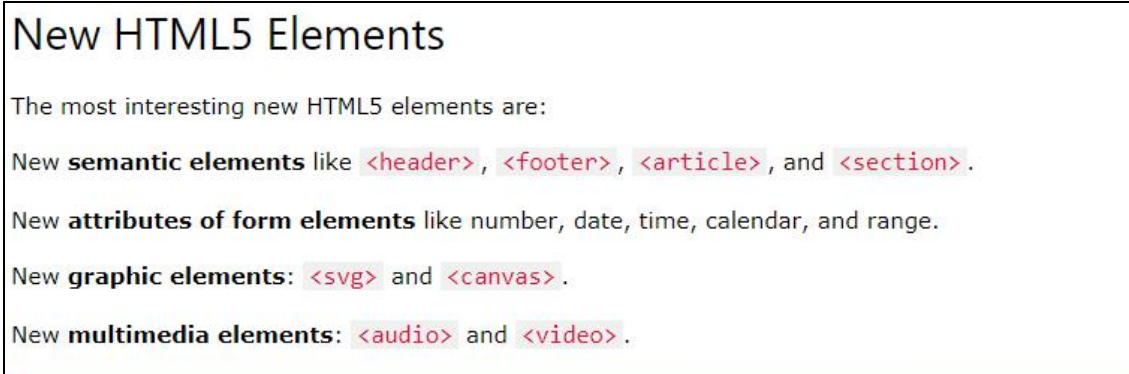 New HTML5 Elements
The most interesting new HTML5 elements are:
New semantic elements like <header>, <footer>, <article>, and <section>.
New attributes of form elements like number, date, time, calendar, and range.
New graphic elements: <svg> and <canvas>.
New multimedia elements: <audio> and <video>.